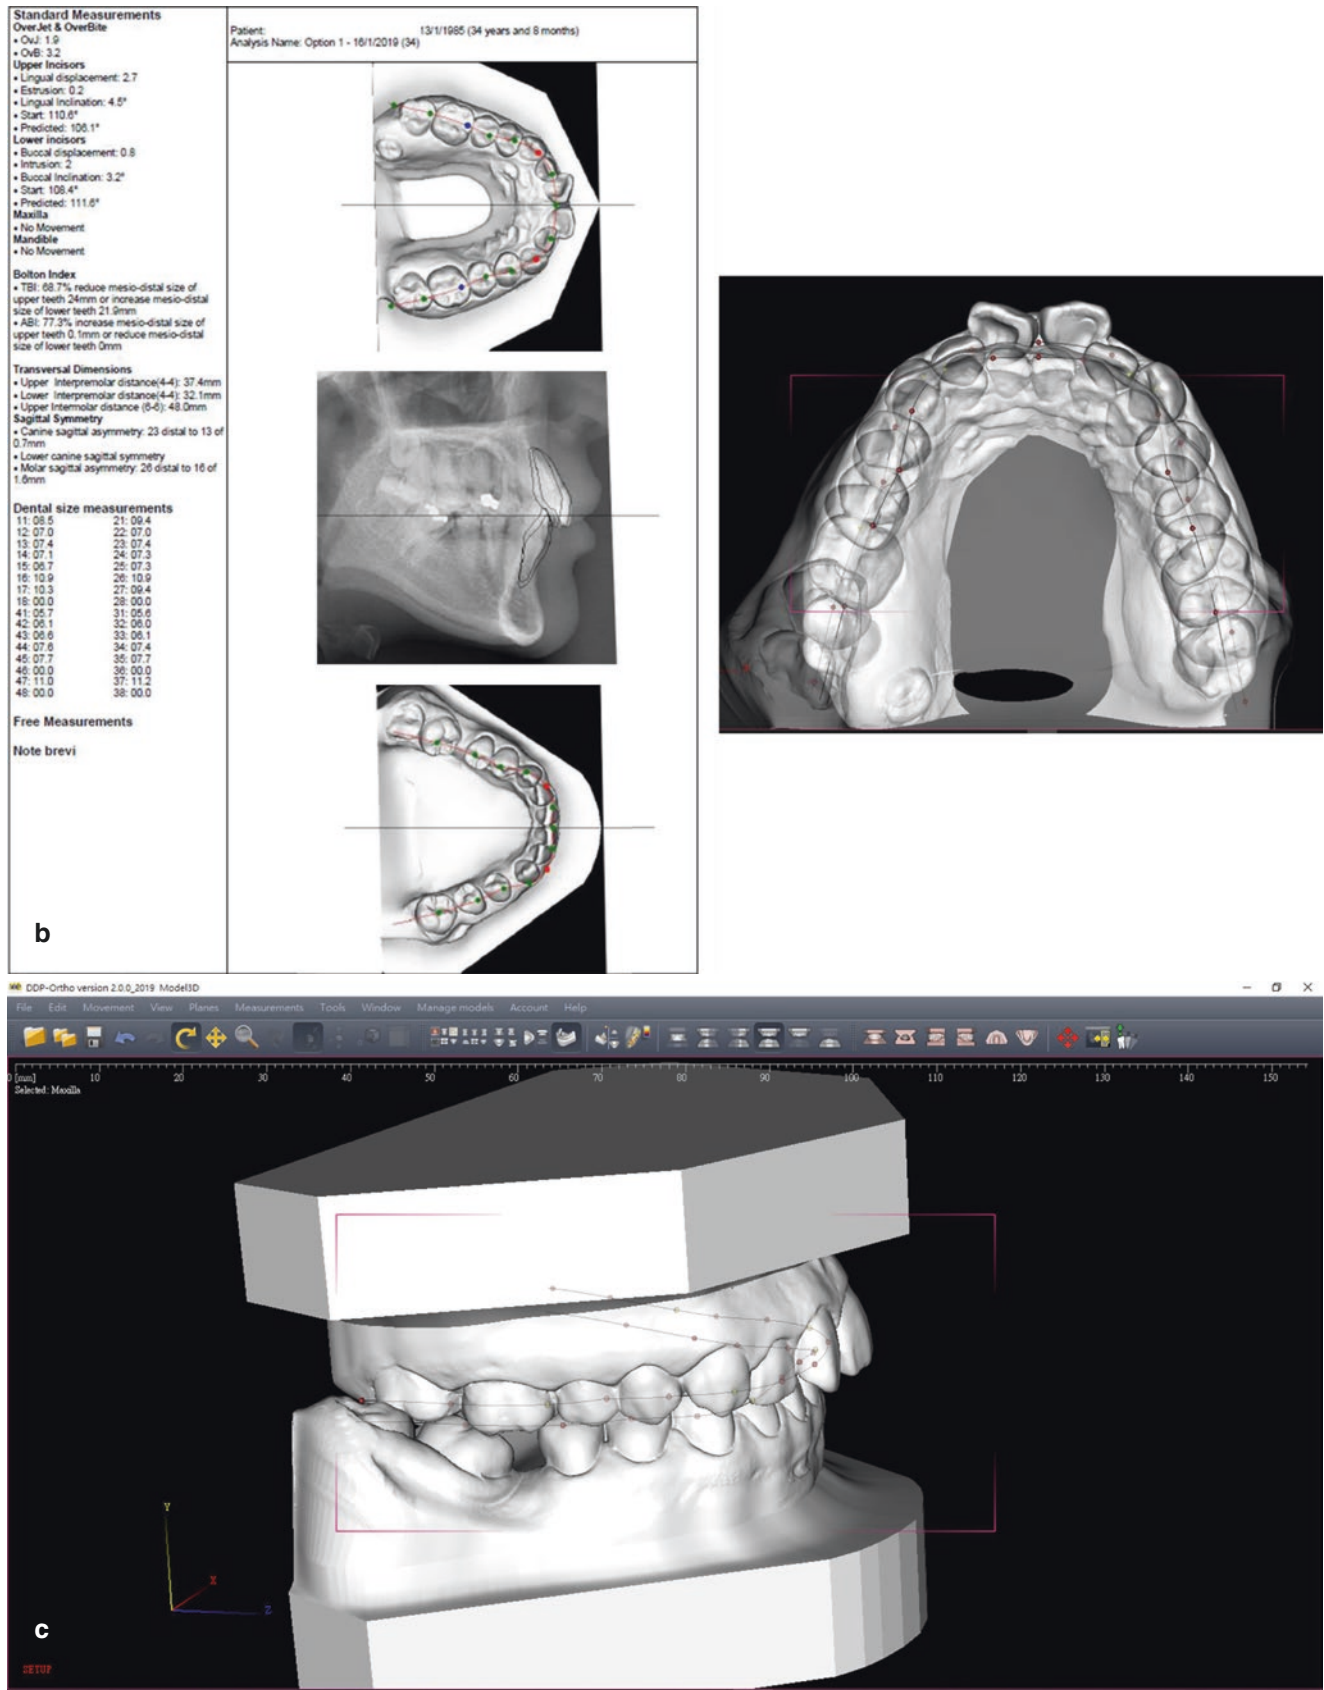 Standard Measurements
OverJet & OverBite
• OvJ: 1.9
• OvB: 3.2
Upper Incisors
• Lingual displacement: 2.7
• Estrusion: 0.2
• Lingual Inclination: 4.5°
• Start: 110.6°
• Predicted: 106.1°
Lower incisors
• Buccal displacement: 0.8
• Intrusion: 2
• Buccal Inclination: 3.2°
• Start: 108.4°
• Predicted: 111.6°
Maxilla
• No Movement
Mandible
• No Movement
Bolton Index
• TBI: 68.7% reduce mesio-distal size of
upper teeth 24mm or increase mesio-distal
size of lower teeth 21.9mm
• ABI: 77.3% increase mesio-distal size of
upper teeth 0.1mm or reduce mesio-distal
size of lower teeth 0mm
Transversal Dimensions
• Upper Interpremolar distance(4-4): 37.4mm
• Lower Interpremolar distance(4-4): 32.1mm
• Upper Intermolar distance (6-6): 48.0mm
Sagittal Symmetry
• Canine sagittal asymmetry: 23 distal to 13 of
0.7mm
• Lower canine sagittal symmetry
• Molar sagittal asymmetry: 26 distal to 16 of
1.6mm
Dental size measurements
11: 08.5 21: 09.4
12: 07.0 22: 07.0
13: 07.4 23: 07.4
14: 07.1 24: 07.3
15: 06.7 25: 07.3
16: 10.9 26: 10.9
17: 10.3 27: 09.4
18: 00.0 28: 00.0
41: 05.7 31: 05.6
42: 06.1 32: 06.0
43: 06.6 33: 06.1
44: 07.6 34: 07.4
45: 07.7 35: 07.7
46: 00.0 36: 00.0
47: 11.0 37: 11.2
48: 00.0 38: 00.0
Free Measurements
Note brevi
b
Patient: 13/1/1985 (34 years and 8 months)
Analysis Name: Option 1 - 16/1/2019 (34)
X
DDP-Ortho version 2.0.0_2019 Model3D
File Edit Movement View Planes Measurements Tools Window Manage models Account Help
0 [mm] 10 20 30 40 50 60 70 80 90 100 110 120 130 140 150
Selected: Maxilla
Y
X
Z
c
SETUP